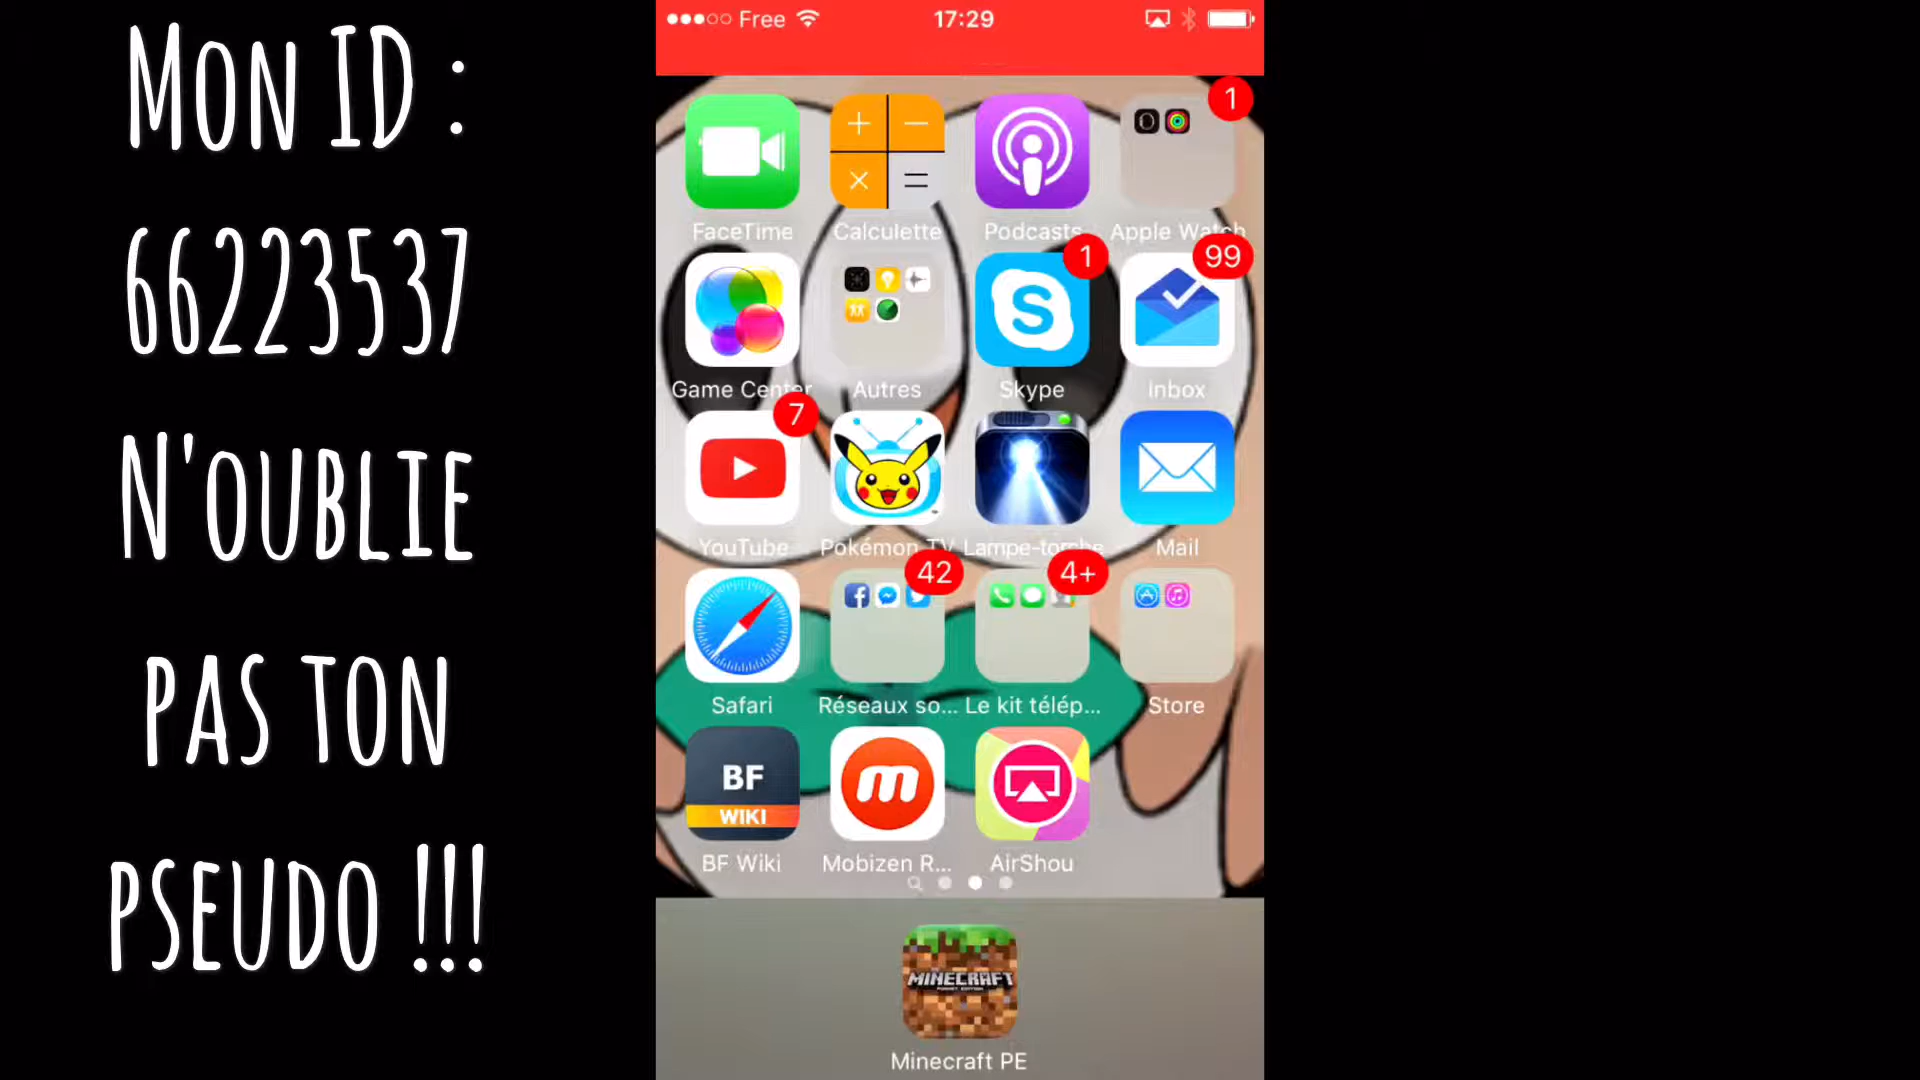 Mon ID :
66223537
N'oublie
pas ton
pseudo !!!
Free 17:29
1
FaceTime Calculette Podcasts Apple Watch
1 99
Game Center Autres Skype Inbox
7
YouTube Pokémon TV Lampe-torche Mail
42 4+
Safari Réseaux so... Le kit télép... Store
BF
WIKI
BF Wiki Mobizen R... AirShou
MINECRAFT
POCKET EDITION
Minecraft PE